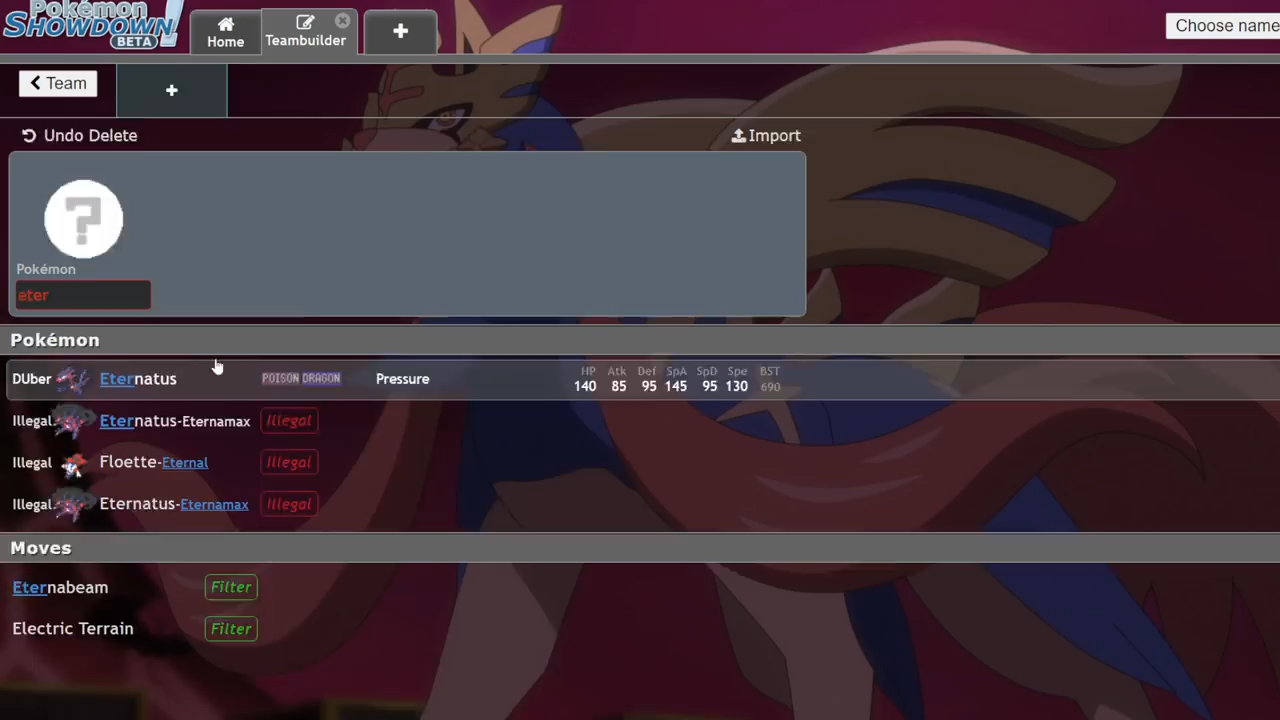 Pokémon
SHOWDOWN!
BETA
Home
Teambuilder
Choose name
Team
Undo Delete
Import
Pokémon
eter
Pokémon
DUber Eternatus POISON DRAGON Pressure HP 140 Atk 85 Def 95 SpA 145 SpD 95 Spe 130 BST 690
Illegal Eternatus-Eternamax Illegal
Illegal Floette-Eternal Illegal
Illegal Eternatus-Eternamax Illegal
Moves
Eternabeam Filter
Electric Terrain Filter